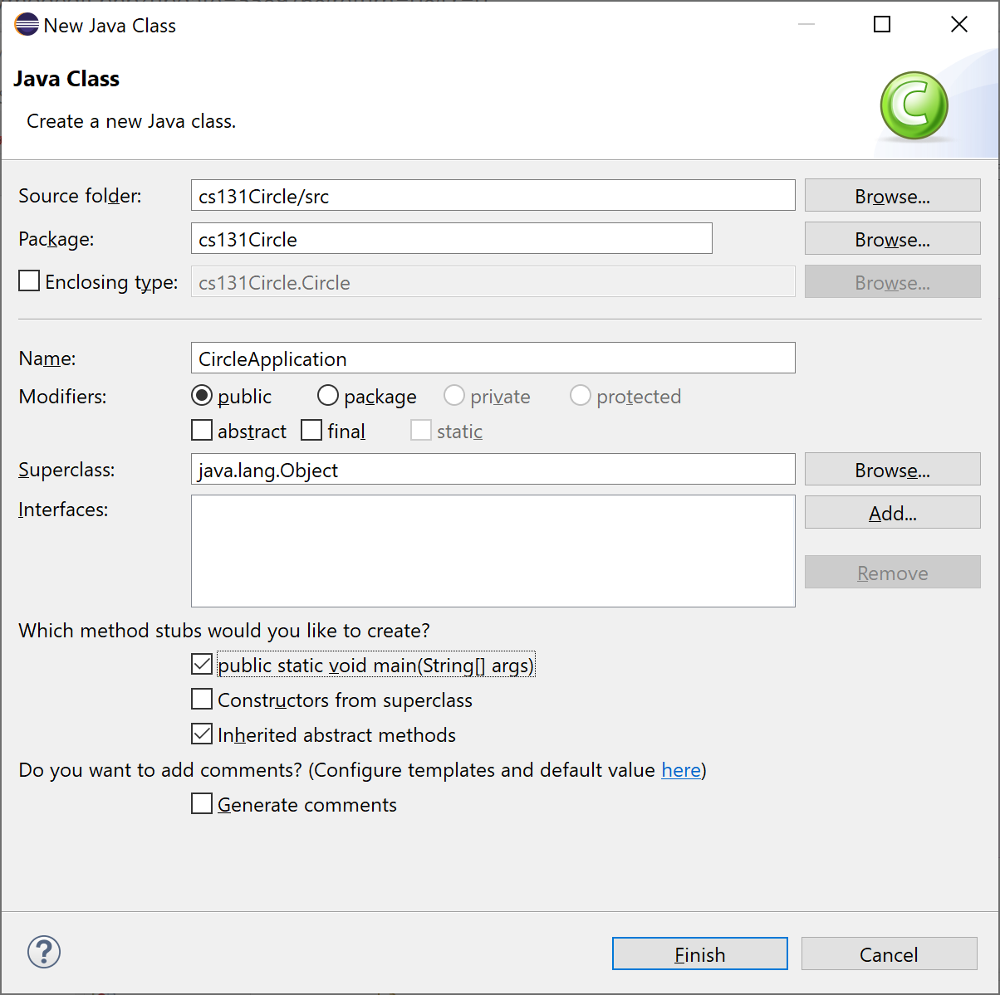 New Java Class
Java Class
Create a new Java class.
Source folder: cs131Circle/src Browse...
Package: cs131Circle Browse...
Enclosing type: cs131Circle.Circle Browse...
Name: CircleApplication
Modifiers: public package private protected
abstract final static
Superclass: java.lang.Object Browse...
Interfaces: Add...
Remove
Which method stubs would you like to create?
public static void main(String[] args)
Constructors from superclass
Inherited abstract methods
Do you want to add comments? (Configure templates and default value here)
Generate comments
? Finish Cancel